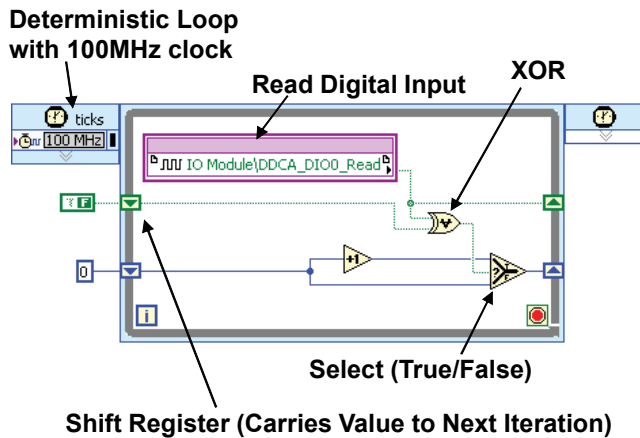 Deterministic Loop
with 100MHz clock
Read Digital Input
XOR
ticks
100 MHz
IO Module\DDCA_DIO0_Read
F
+1
0
?
T
F
i
Select (True/False)
Shift Register (Carries Value to Next Iteration)